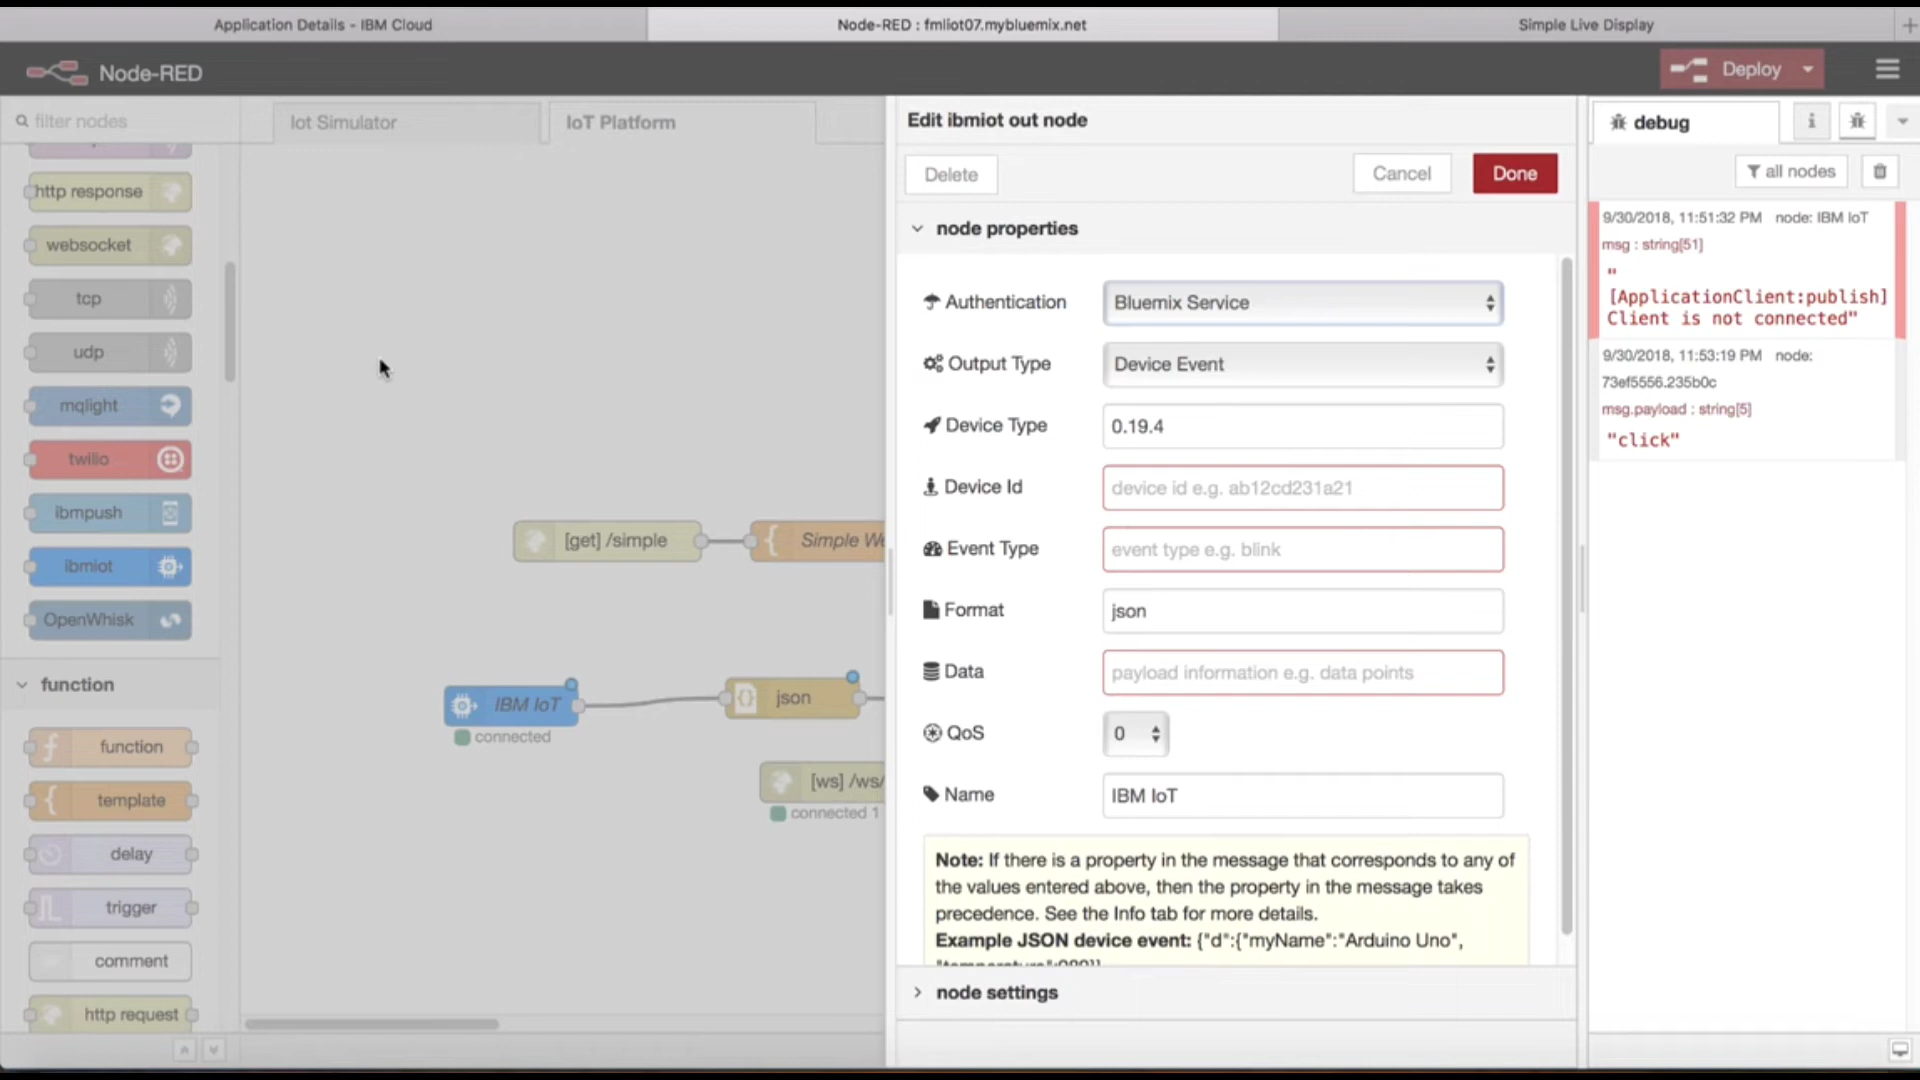 Application Details - IBM Cloud
Node-RED : fmliot07.mybluemix.net
Simple Live Display
Node-RED
Deploy
filter nodes
Iot Simulator
IoT Platform
http response
websocket
tcp
udp
mqlight
twilio
ibmpush
ibmiot
OpenWhisk
function
function
template
delay
trigger
comment
http request
[get] /simple
Simple We
IBM IoT
connected
json
[ws] /ws/
connected 1
Edit ibmiot out node
Delete
Cancel
Done
node properties
Authentication
Bluemix Service
Output Type
Device Event
Device Type
0.19.4
Device Id
device id e.g. ab12cd231a21
Event Type
event type e.g. blink
Format
json
Data
payload information e.g. data points
QoS
0
Name
IBM IoT
Note: If there is a property in the message that corresponds to any of
the values entered above, then the property in the message takes
precedence. See the Info tab for more details.
Example JSON device event: {"d":{"myName":"Arduino Uno",
"temperature":980}}
node settings
debug
i
all nodes
9/30/2018, 11:51:32 PM node: IBM IoT
msg : string[51]
"
[ApplicationClient:publish]
Client is not connected"
9/30/2018, 11:53:19 PM node:
73ef5556.235b0c
msg.payload : string[5]
"click"